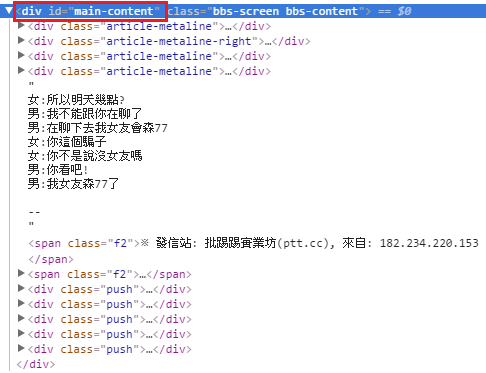 ▼<div id="main-content" class="bbs-screen bbs-content"> == $0
▶<div class="article-metaline">…</div>
▶<div class="article-metaline-right">…</div>
▶<div class="article-metaline">…</div>
▶<div class="article-metaline">…</div>
"
女:所以明天幾點?
男:我不能跟你在聊了
男:在聊下去我女友會森77
女:你這個騙子
女:你不是說沒女友嗎
男:你看吧!
男:我女友森77了
--
"
<span class="f2">※ 發信站: 批踢踢實業坊(ptt.cc), 來自: 182.234.220.153
</span>
▶<span class="f2">…</span>
▶<div class="push">…</div>
▶<div class="push">…</div>
▶<div class="push">…</div>
▶<div class="push">…</div>
▶<div class="push">…</div>
</div>